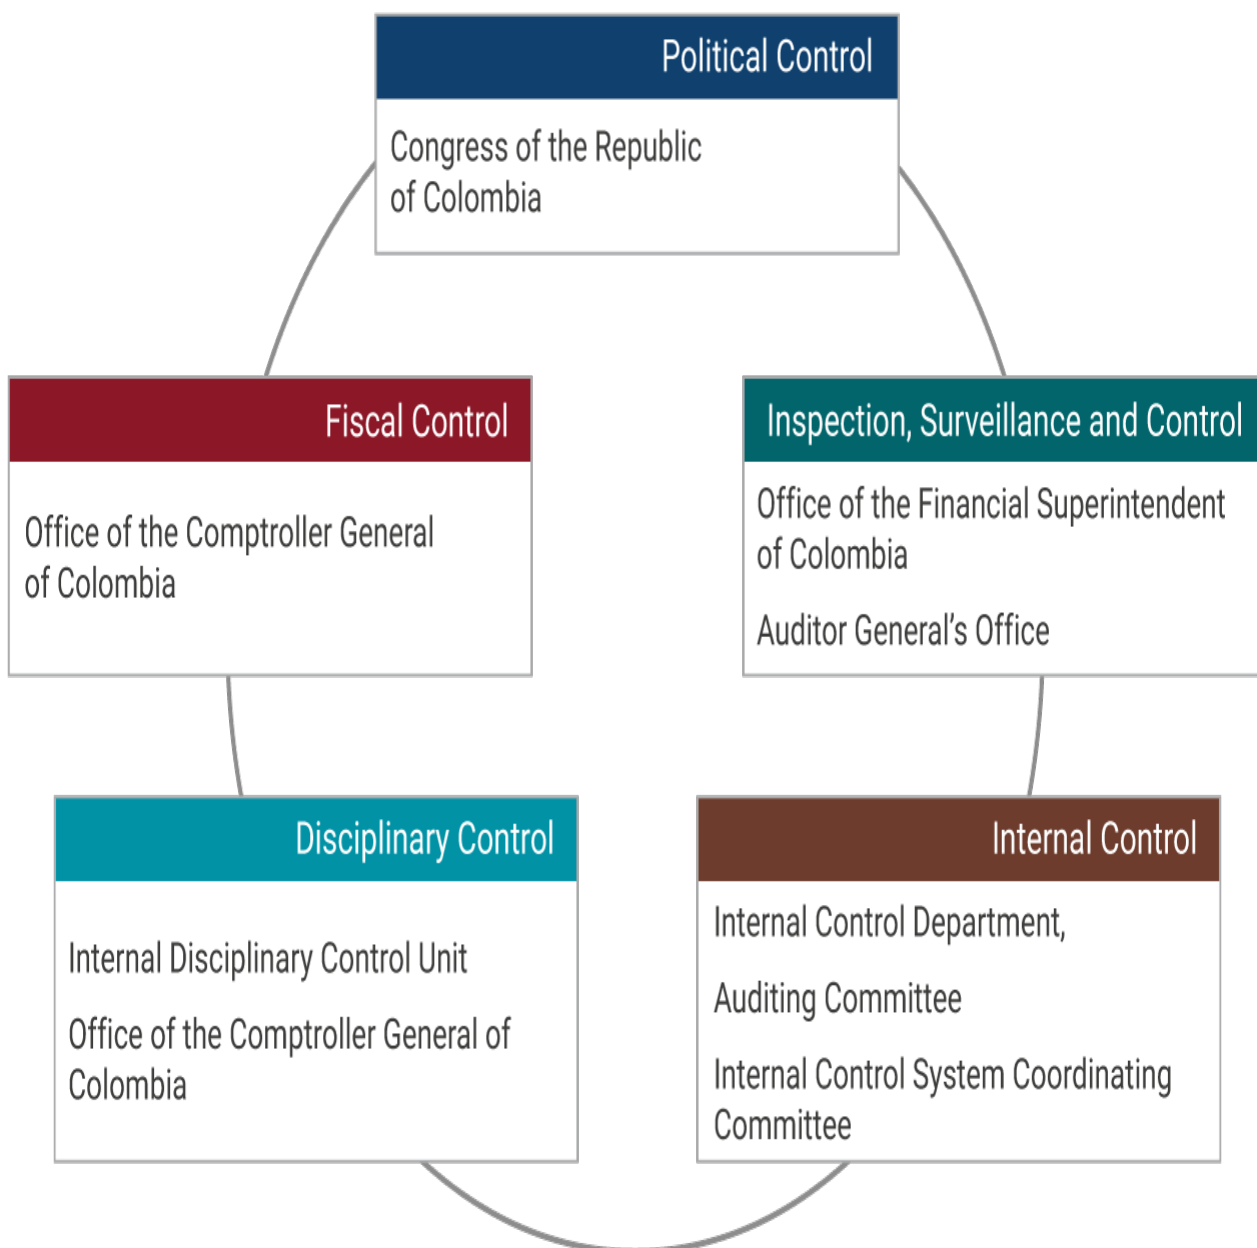 Political Control
Congress of the Republic
of Colombia
Fiscal Control
Office of the Comptroller General
of Colombia
Inspection, Surveillance and Control
Office of the Financial Superintendent
of Colombia
Auditor General’s Office
Disciplinary Control
Internal Disciplinary Control Unit
Office of the Comptroller General of
Colombia
Internal Control
Internal Control Department,
Auditing Committee
Internal Control System Coordinating
Committee